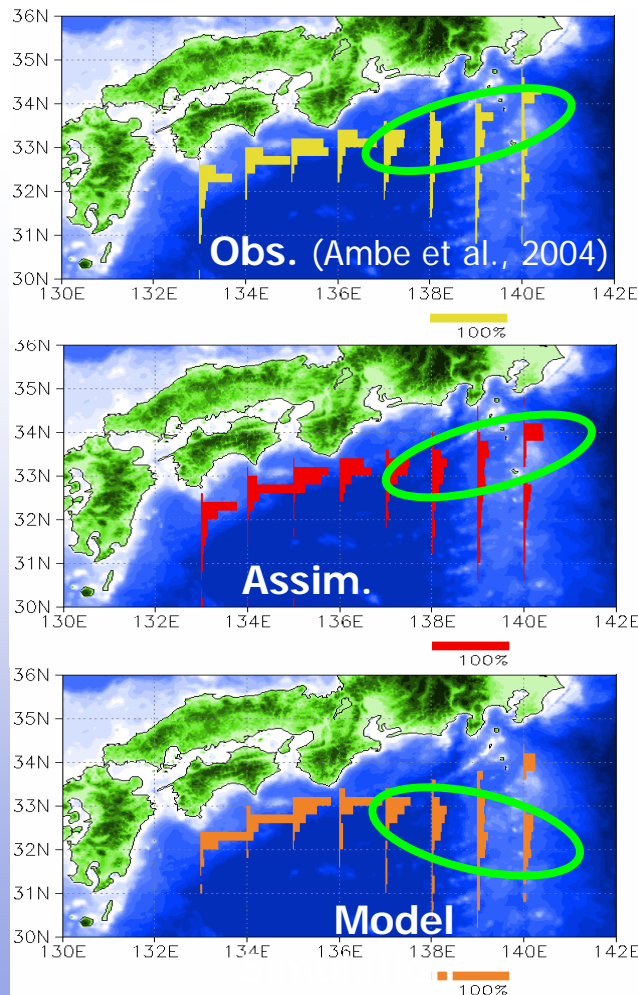 36N
35N
34N
33N
32N
31N
30N
Obs. (Ambe et al., 2004)
130E 132E 134E 136E 138E 140E 142E
100%
36N
35N
34N
33N
32N
31N
30N
Assim.
130E 132E 134E 136E 138E 140E 142E
100%
36N
35N
34N
33N
32N
31N
30N
Model
130E 132E 134E 136E 138E 140E 142E
100%